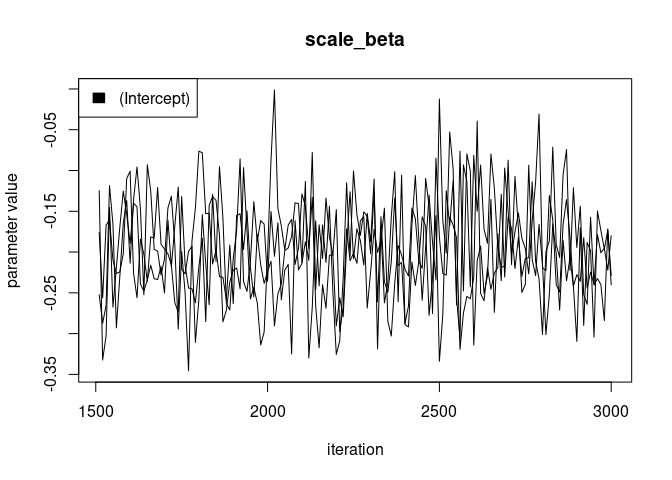 scale_beta
(Intercept)
parameter value
-0.05
-0.15
-0.25
-0.35
1500 2000 2500 3000
iteration